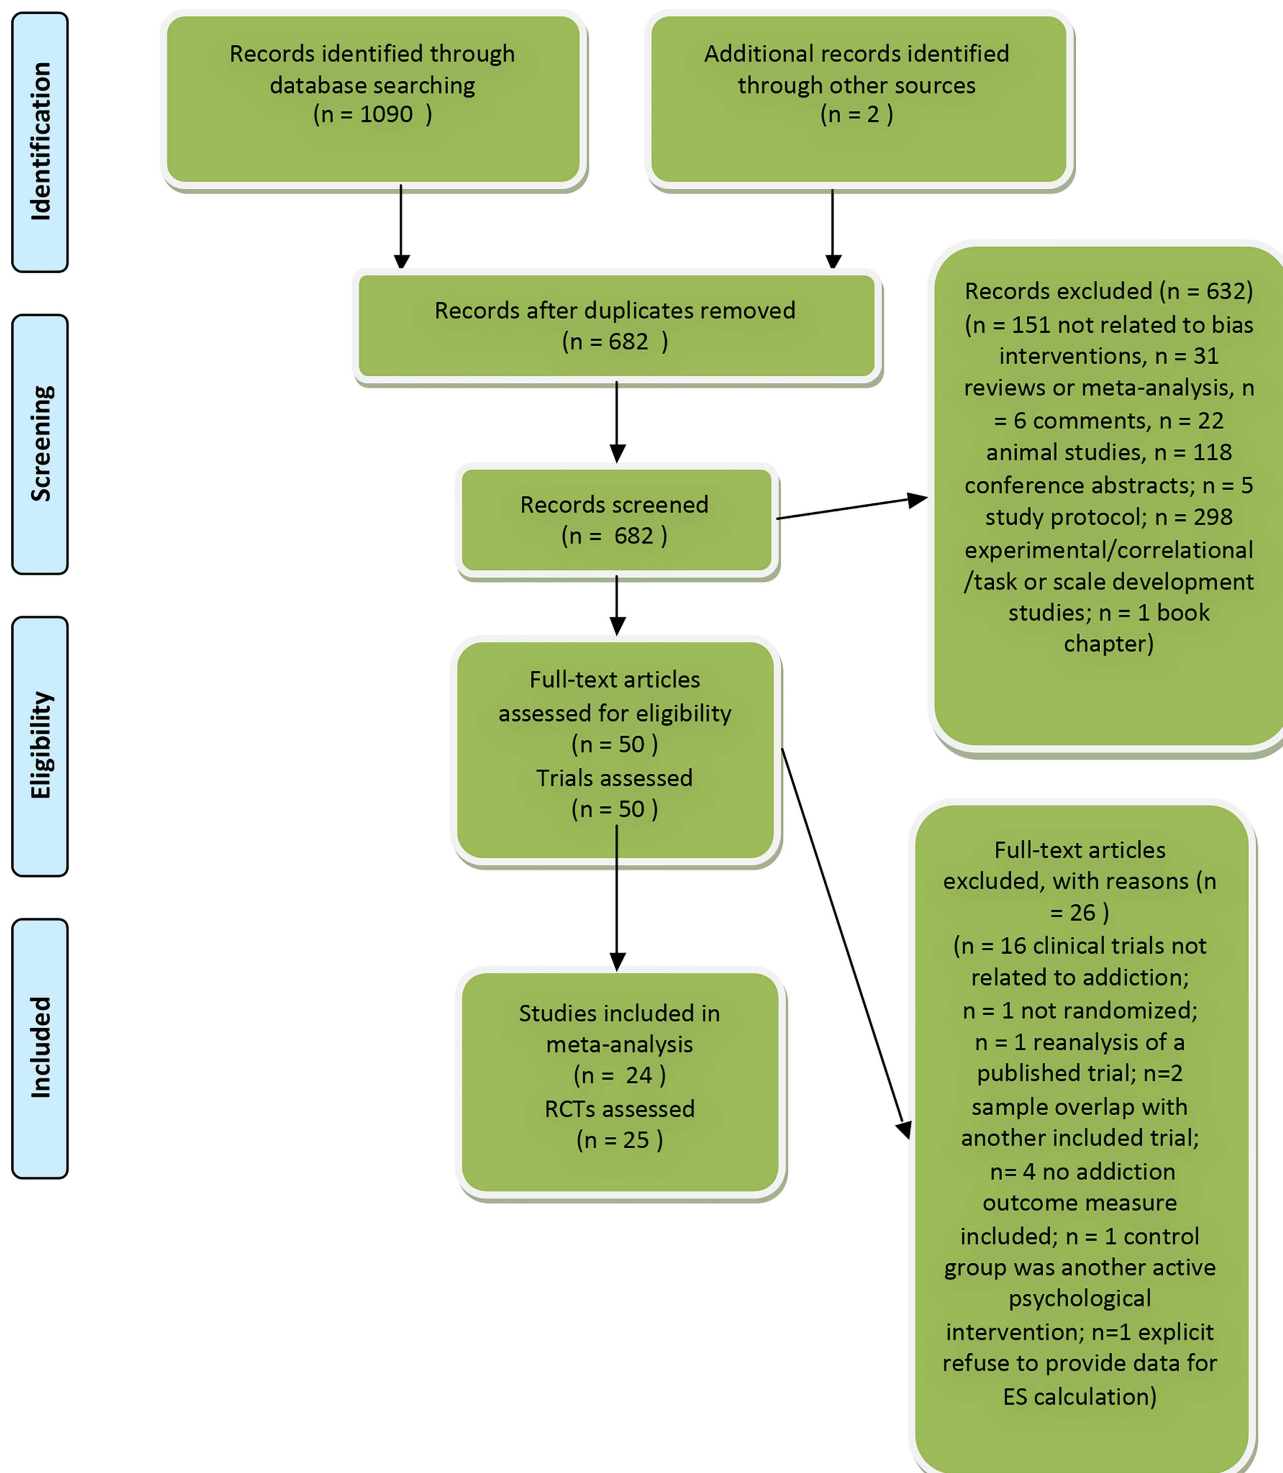 Identification
Records identified through
database searching
(n = 1090  )
Additional records identified
through other sources
(n = 2 )
Records after duplicates removed
(n = 682  )
Screening
Records screened
(n =  682 )
Records excluded (n = 632)
(n = 151 not related to bias
interventions, n = 31
reviews or meta-analysis, n
= 6 comments, n = 22
animal studies, n = 118
conference abstracts; n = 5
study protocol; n = 298
experimental/correlational
/task or scale development
studies; n = 1 book
chapter)
Eligibility
Full-text articles
assessed for eligibility
(n = 50 )
Trials assessed
(n = 50 )
Full-text articles
excluded, with reasons (n
= 26 )
(n = 16 clinical trials not
related to addiction;
n = 1 not randomized;
n = 1 reanalysis of a
published trial; n=2
sample overlap with
another included trial;
n= 4 no addiction
outcome measure
included; n = 1 control
group was another active
psychological
intervention; n=1 explicit
refuse to provide data for
ES calculation)
Included
Studies included in
meta-analysis
(n =  24 )
RCTs assessed
(n = 25 )